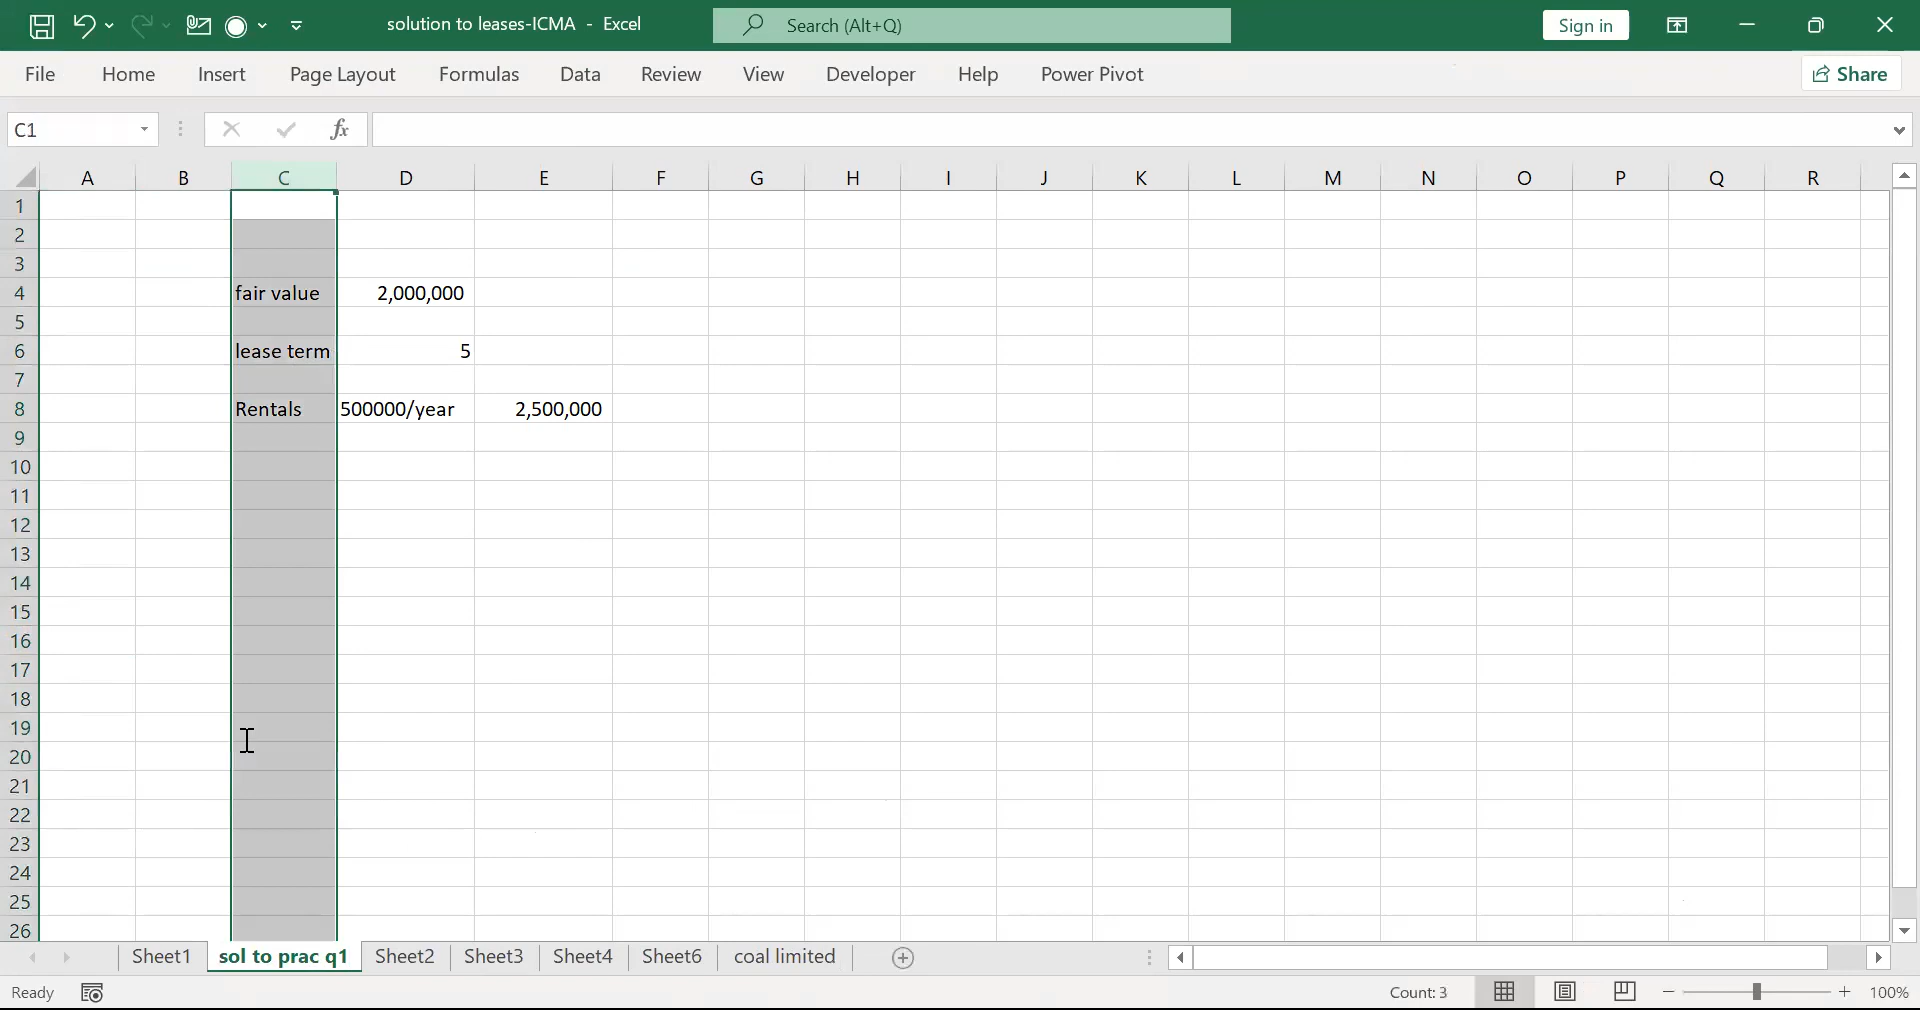 solution to leases-ICMA - Excel
Search (Alt+Q)
Sign in
File Home Insert Page Layout Formulas Data Review View Developer Help Power Pivot
Share
C1
fx
A B C D E F G H I J K L M N O P Q R
1
2
3
4 fair value 2,000,000
5
6 lease term 5
7
8 Rentals 500000/year 2,500,000
9
10
11
12
13
14
15
16
17
18
19
20
21
22
23
24
25
26
Sheet1 sol to prac q1 Sheet2 Sheet3 Sheet4 Sheet6 coal limited
Ready
Count: 3
100%